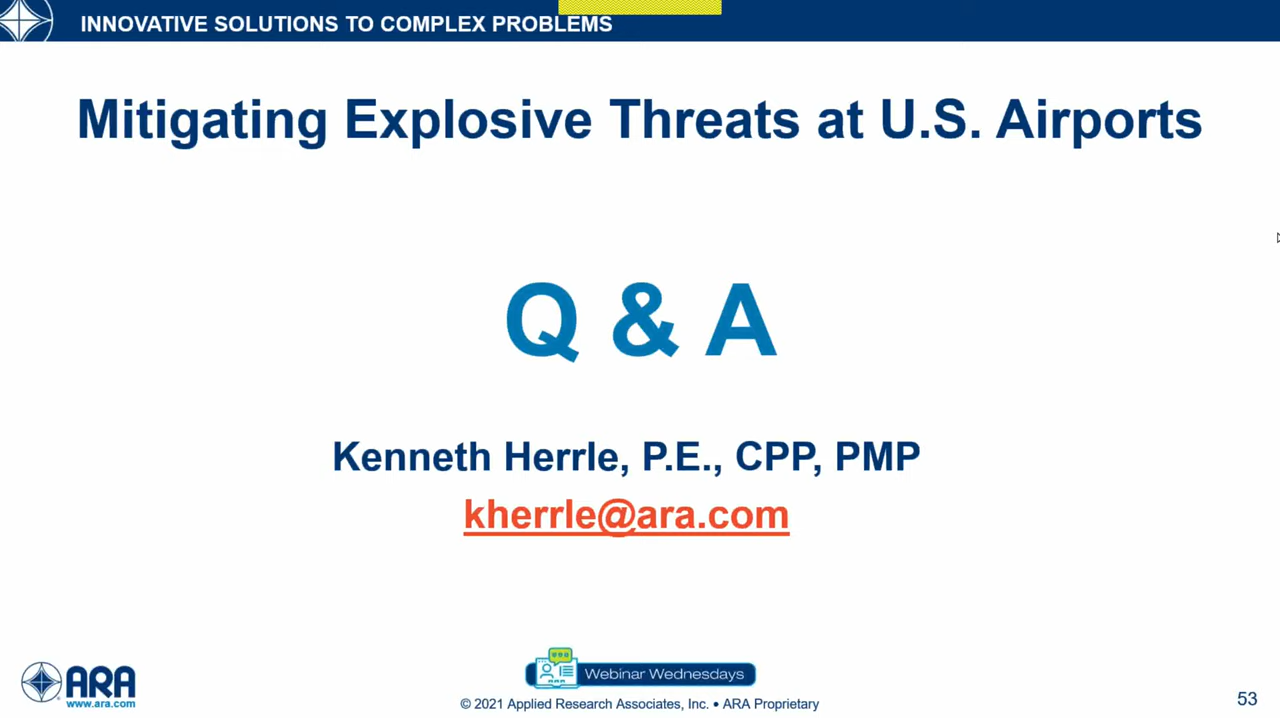 INNOVATIVE SOLUTIONS TO COMPLEX PROBLEMS
Mitigating Explosive Threats at U.S. Airports
Q & A
Kenneth Herrle, P.E., CPP, PMP
kherrle@ara.com
ARA
www.ara.com
Webinar Wednesdays
© 2021 Applied Research Associates, Inc. • ARA Proprietary
53